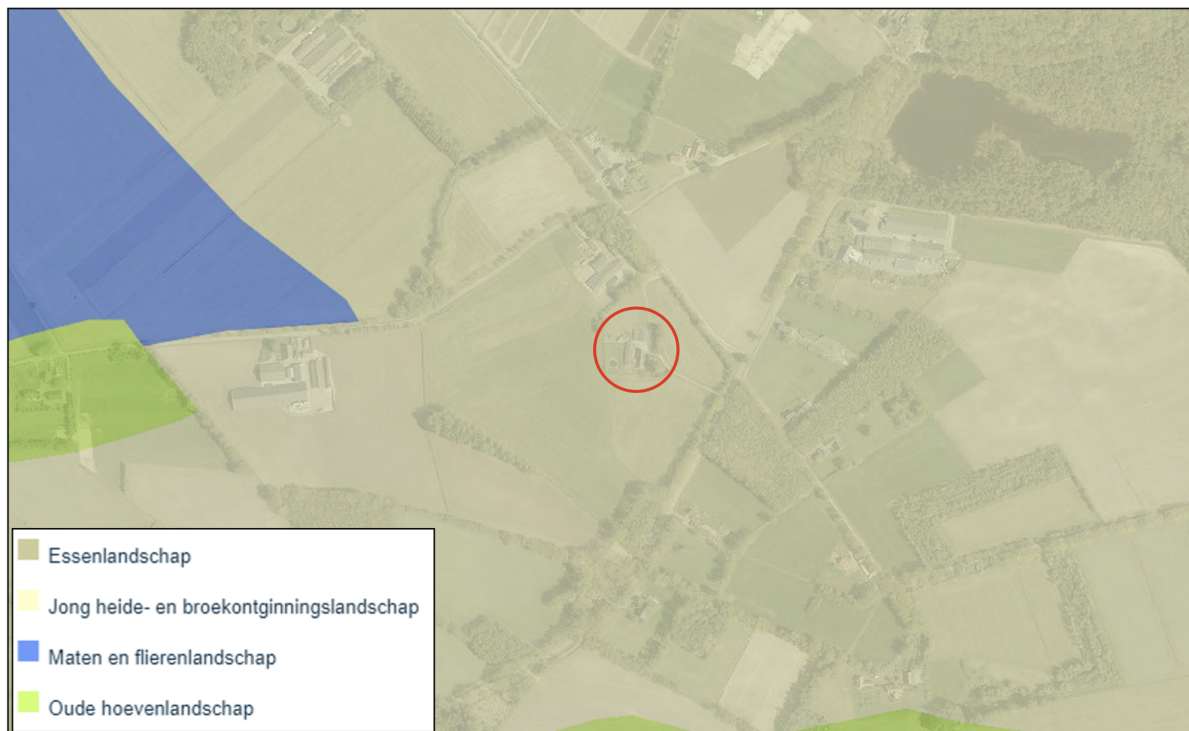 Essenlandschap
Jong heide- en broekontginningslandschap
Maten en flierenlandschap
Oude hoevenlandschap